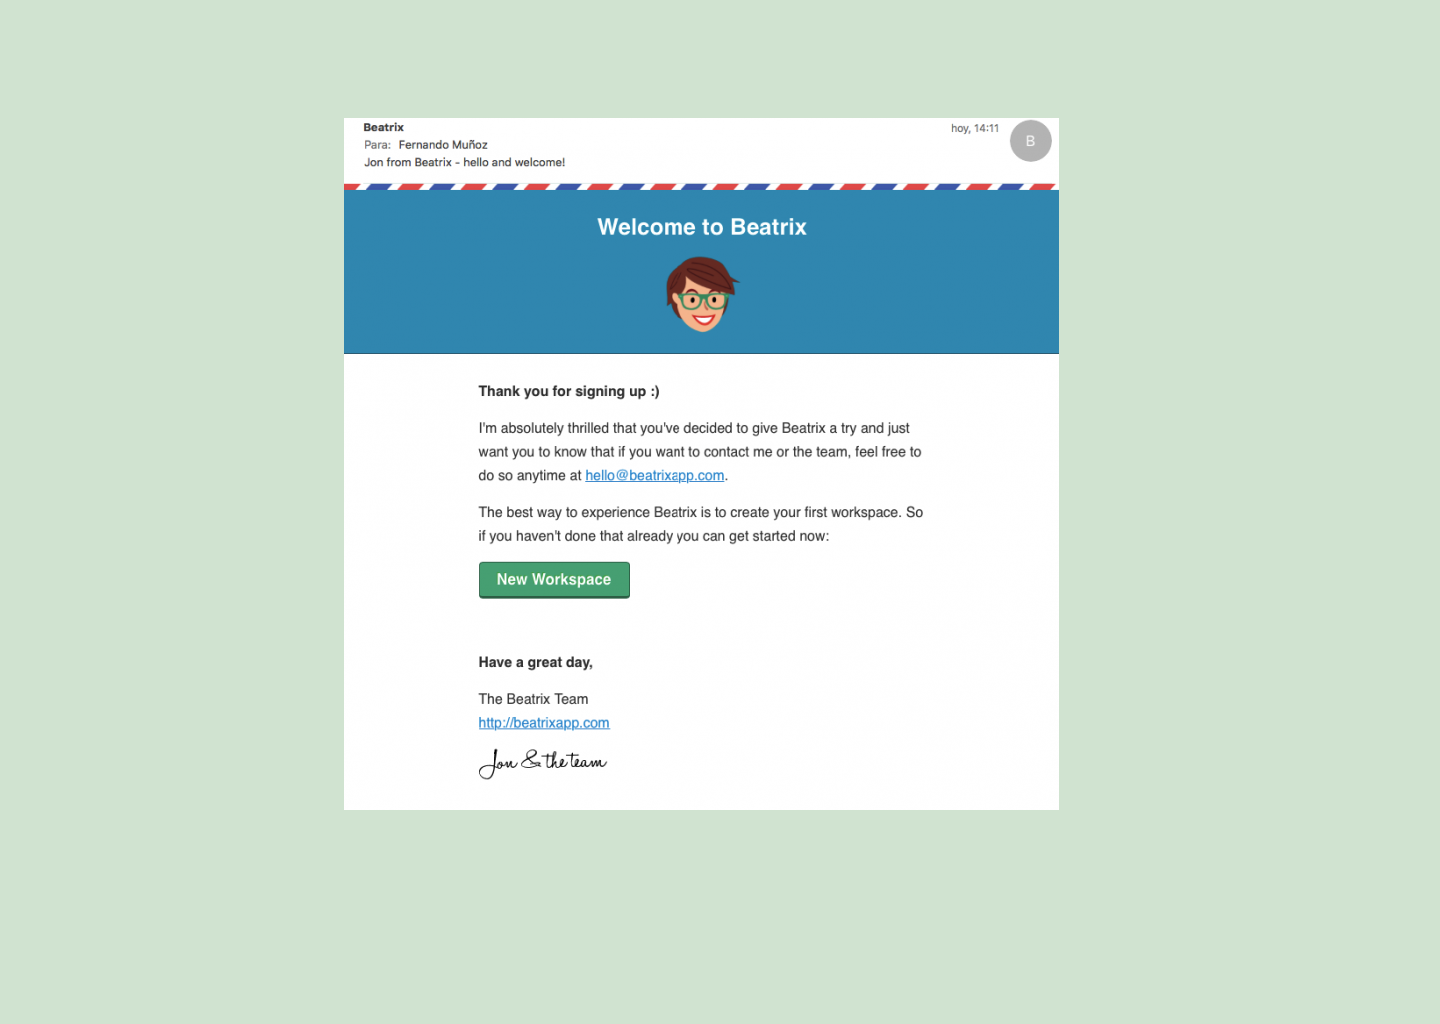 Beatrix
hoy, 14:11
B
Para: Fernando Muñoz
Jon from Beatrix - hello and welcome!
Welcome to Beatrix
Thank you for signing up :)
I'm absolutely thrilled that you've decided to give Beatrix a try and just
want you to know that if you want to contact me or the team, feel free to
do so anytime at hello@beatrixapp.com.
The best way to experience Beatrix is to create your first workspace. So
if you haven't done that already you can get started now:
New Workspace
Have a great day,
The Beatrix Team
http://beatrixapp.com
Jon & the team